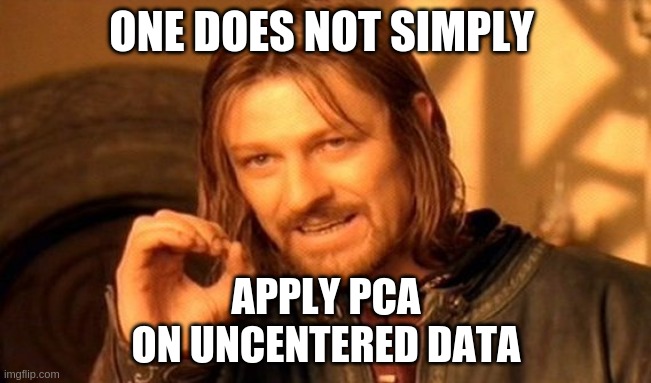 ONE DOES NOT SIMPLY
APPLY PCA
ON UNCENTERED DATA
imgflip.com